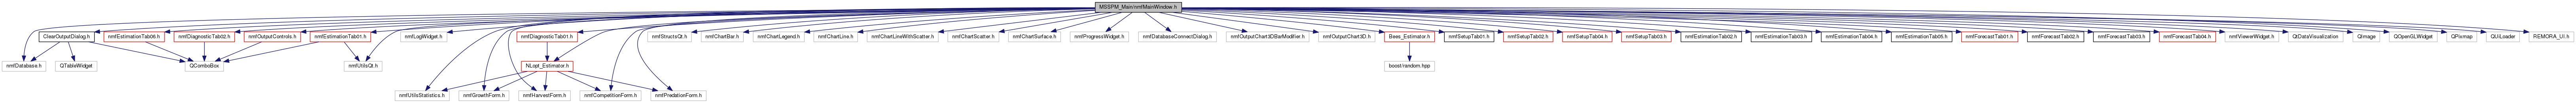 MSSPM_Main/nmfMainWindow.h
ClearOutputDialog.h
nmfEstimationTab06.h
nmfDiagnosticTab02.h
nmfOutputControls.h
nmfEstimationTab01.h
nmfLogWidget.h
nmfDiagnosticTab01.h
nmfStructsQt.h
nmfChartBar.h
nmfChartLegend.h
nmfChartLine.h
nmfChartLineWithScatter.h
nmfChartScatter.h
nmfChartSurface.h
nmfProgressWidget.h
nmfDatabaseConnectDialog.h
nmfOutputChart3DBarModifier.h
nmfOutputChart3D.h
Bees_Estimator.h
nmfSetupTab01.h
nmfSetupTab02.h
nmfSetupTab04.h
nmfSetupTab03.h
nmfEstimationTab02.h
nmfEstimationTab03.h
nmfEstimationTab04.h
nmfEstimationTab05.h
nmfForecastTab01.h
nmfForecastTab02.h
nmfForecastTab03.h
nmfForecastTab04.h
nmfViewerWidget.h
QtDataVisualization
QImage
QOpenGLWidget
QPixmap
QUiLoader
REMORA_UI.h
nmfDatabase.h
QTableWidget
QComboBox
nmfUtilsQt.h
NLopt_Estimator.h
boost/random.hpp
nmfUtilsStatistics.h
nmfGrowthForm.h
nmfHarvestForm.h
nmfCompetitionForm.h
nmfPredationForm.h